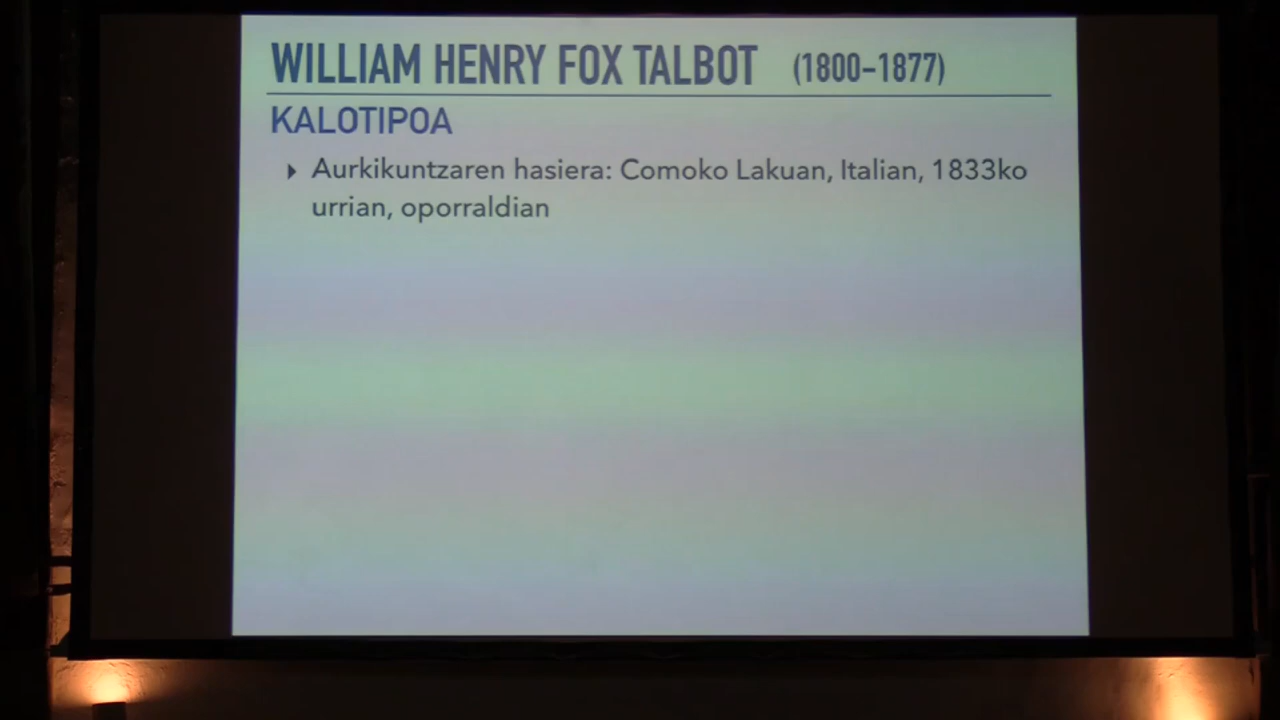 WILLIAM HENRY FOX TALBOT (1800-1877)
KALOTIPOA
Aurkikuntzaren hasiera: Comoko Lakuan, Italian, 1833ko
urrian, oporraldian